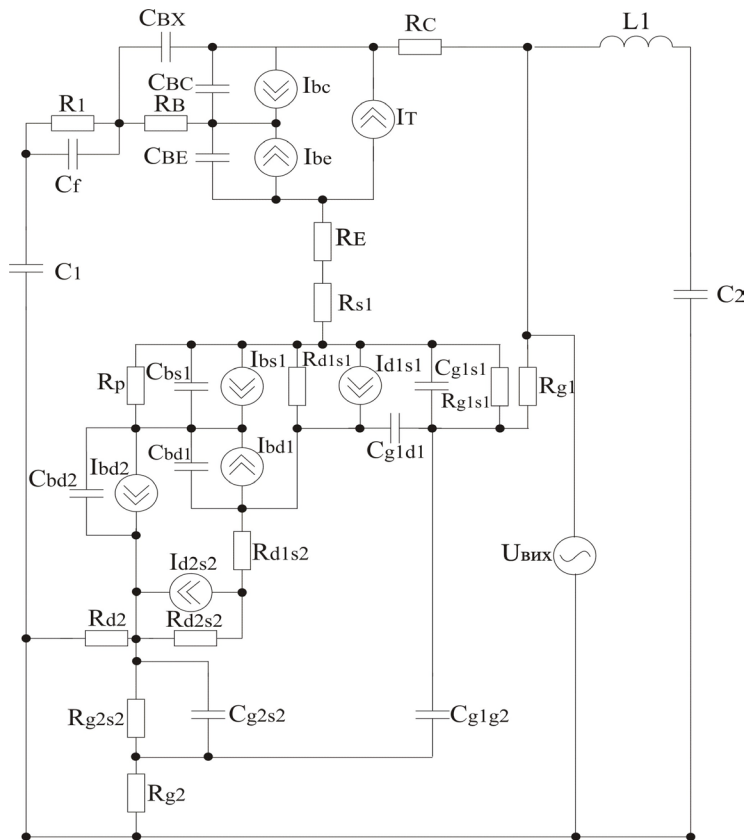 CBX RC L1
CBC Ibc
R1 RB IT
Cf CBE Ibe
RE
C1 Rs1 C2
Rp Cbs1 Ibs1 Rd1s1 Id1s1 Cg1s1 Rg1s1 Rg1
Cbd2 Ibd2 Cbd1 Ibd1 Cg1d1
Rd1s2 Uвих
Id2s2
Rd2 Rd2s2
Rg2s2 Cg2s2 Cg1g2
Rg2